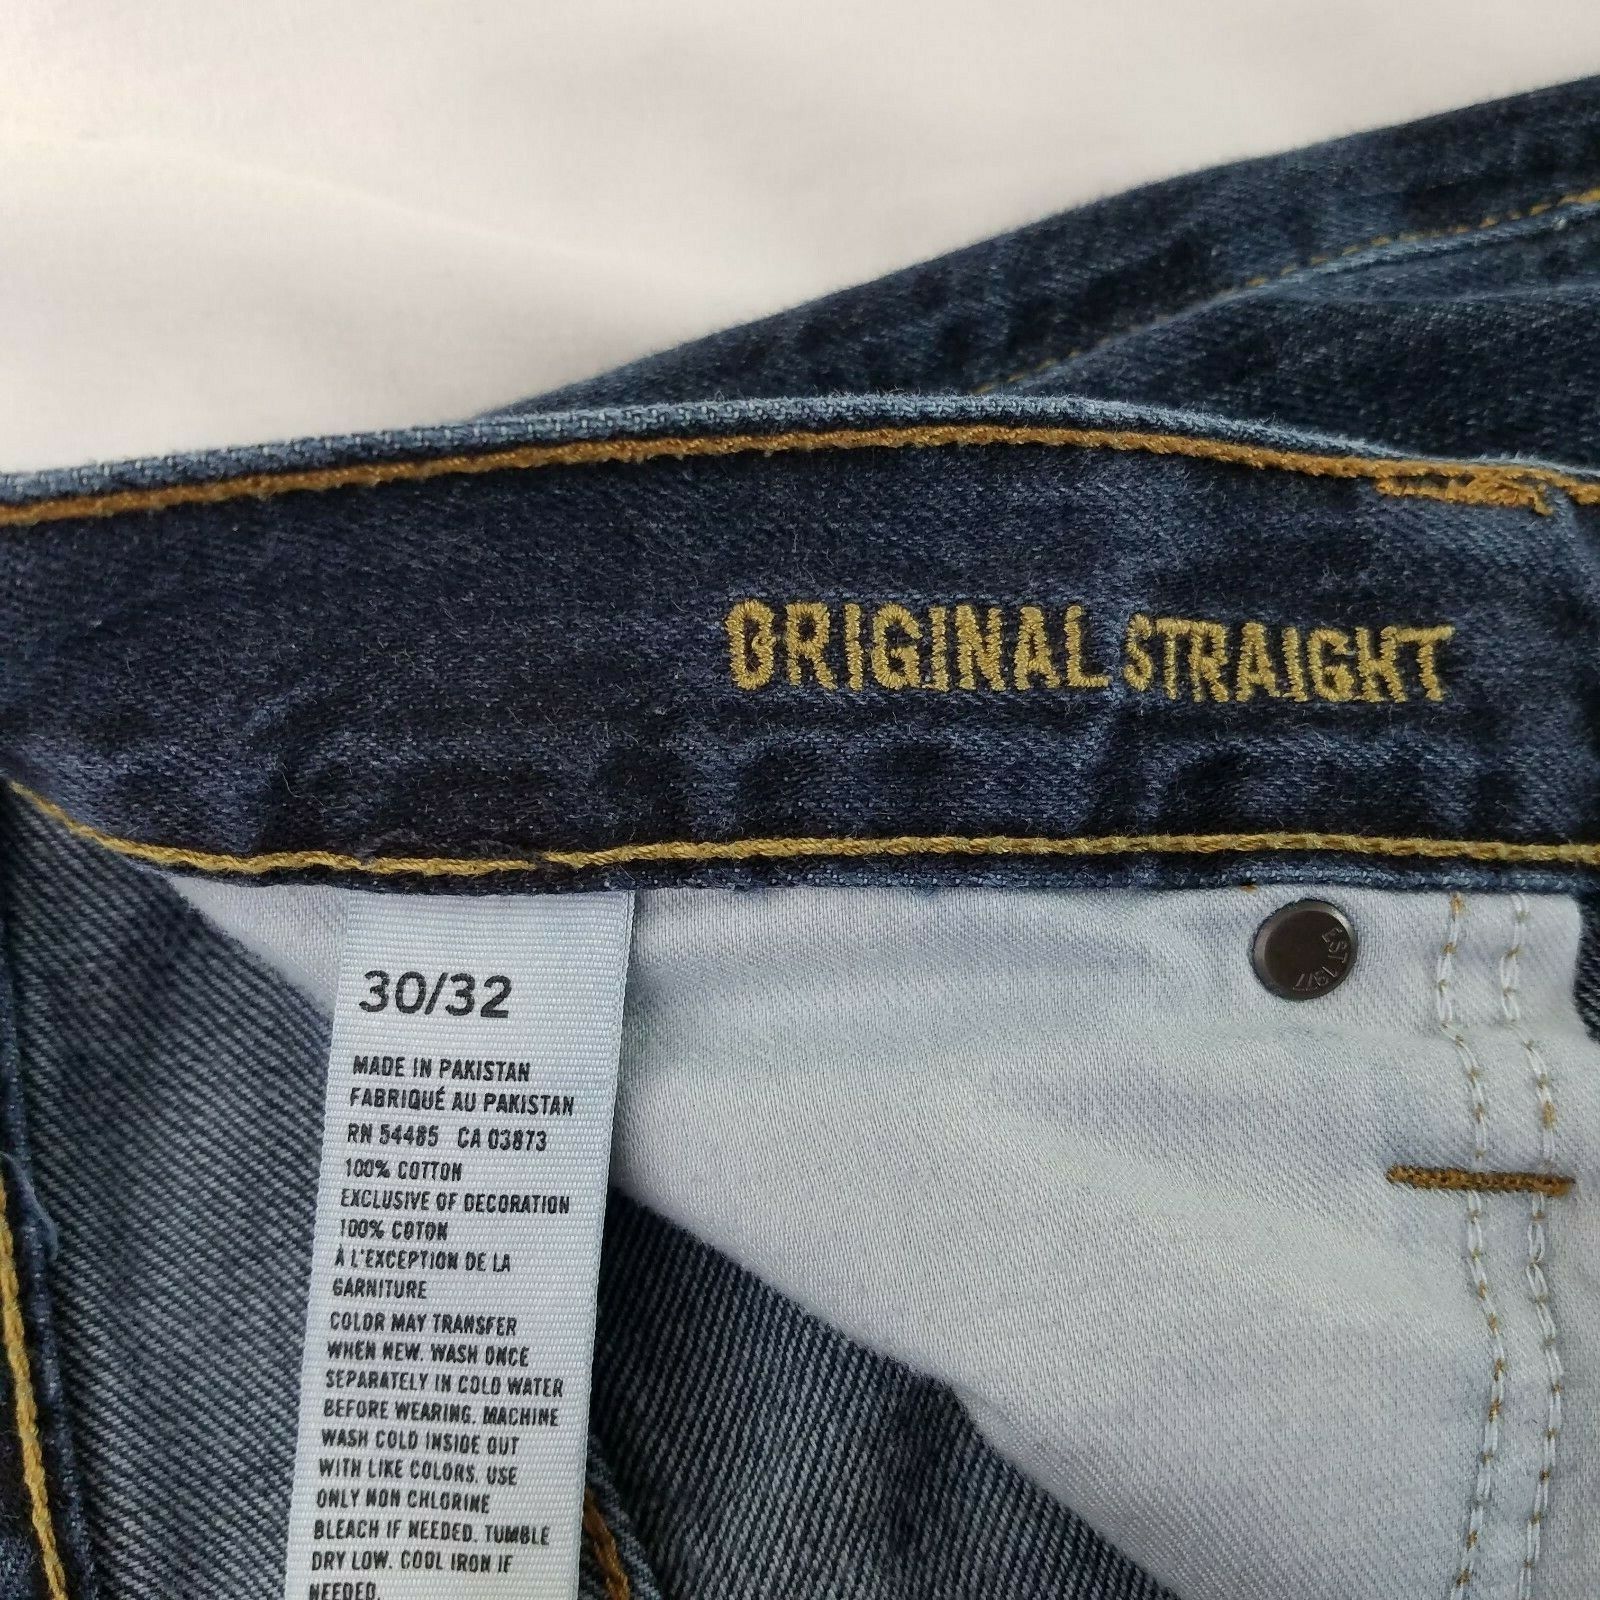 ORIGINAL STRAIGHT
EST 1977
30/32
MADE IN PAKISTAN
FABRIQUÉ AU PAKISTAN
RN 54485 CA 03873
100% COTTON
EXCLUSIVE OF DECORATION
100% COTON
À L'EXCEPTION DE LA
GARNITURE
COLOR MAY TRANSFER
WHEN NEW. WASH ONCE
SEPARATELY IN COLD WATER
BEFORE WEARING. MACHINE
WASH COLD INSIDE OUT
WITH LIKE COLORS. USE
ONLY NON CHLORINE
BLEACH IF NEEDED. TUMBLE
DRY LOW. COOL IRON IF
NEEDED.